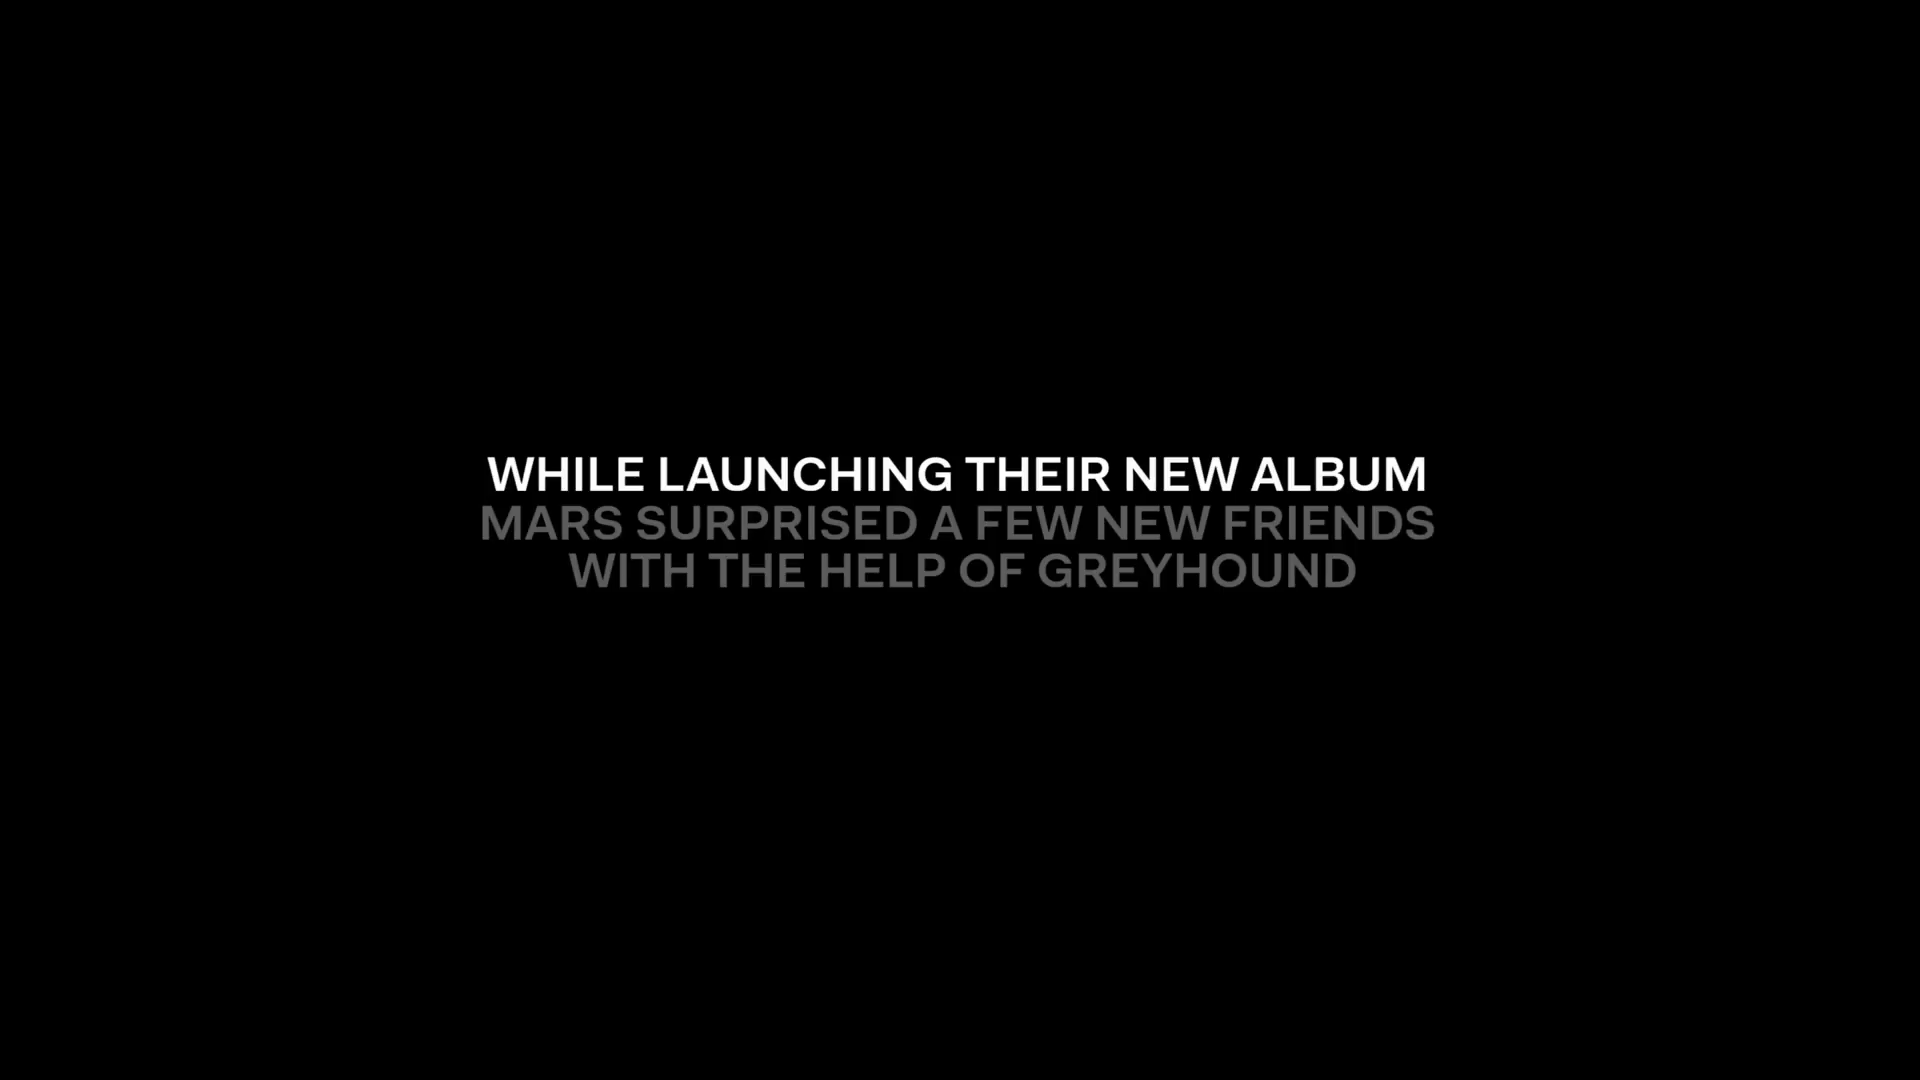 WHILE LAUNCHING THEIR NEW ALBUM
MARS SURPRISED A FEW NEW FRIENDS
WITH THE HELP OF GREYHOUND